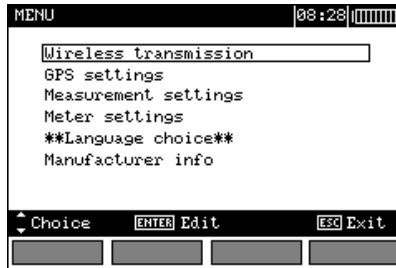 MENU 08:28
Wireless transmission
GPS settings
Measurement settings
Meter settings
**Language choice**
Manufacturer info
Choice ENTER Edit ESC Exit